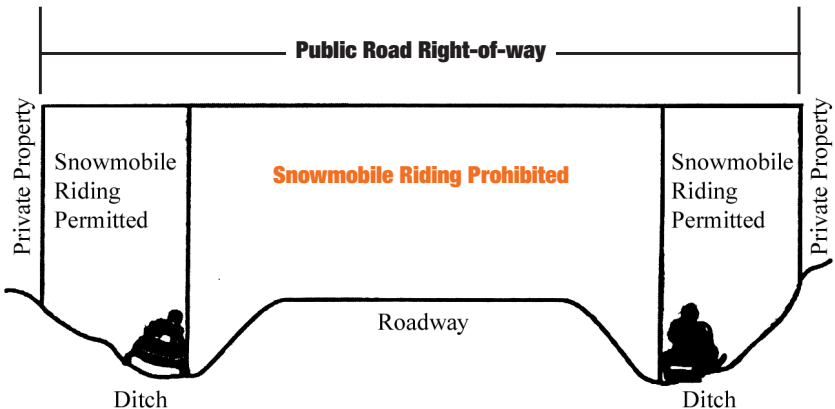 Public Road Right-of-way
Private Property
Snowmobile
Riding
Permitted
Snowmobile Riding Prohibited
Snowmobile
Riding
Permitted
Private Property
Roadway
Ditch
Ditch